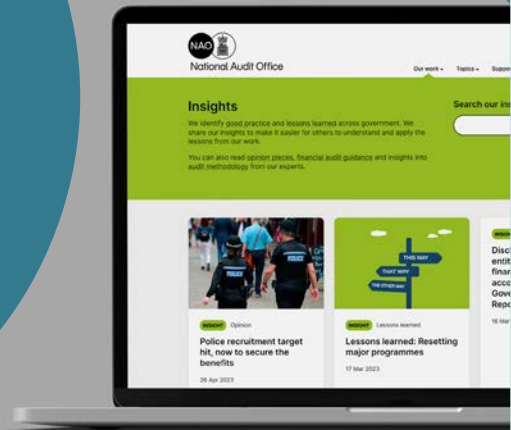 NAO
National Audit Office
Our work
Topics
Insights
We identify good practice and lessons learned across government. We
share our insights to make it easier for others to understand and apply the
lessons from our work.
You can also read opinion pieces, financial audit guidance and insights into
audit methodology from our experts.
Search our
POLICE
POLICE
THIS WAY
THAT WAY
THE OTHER WAY
INSIGHT Opinion
Police recruitment target
hit, now to secure the
benefits
26 Apr 2023
INSIGHT Lessons learned
Lessons learned: Resetting
major programmes
17 Mar 2023